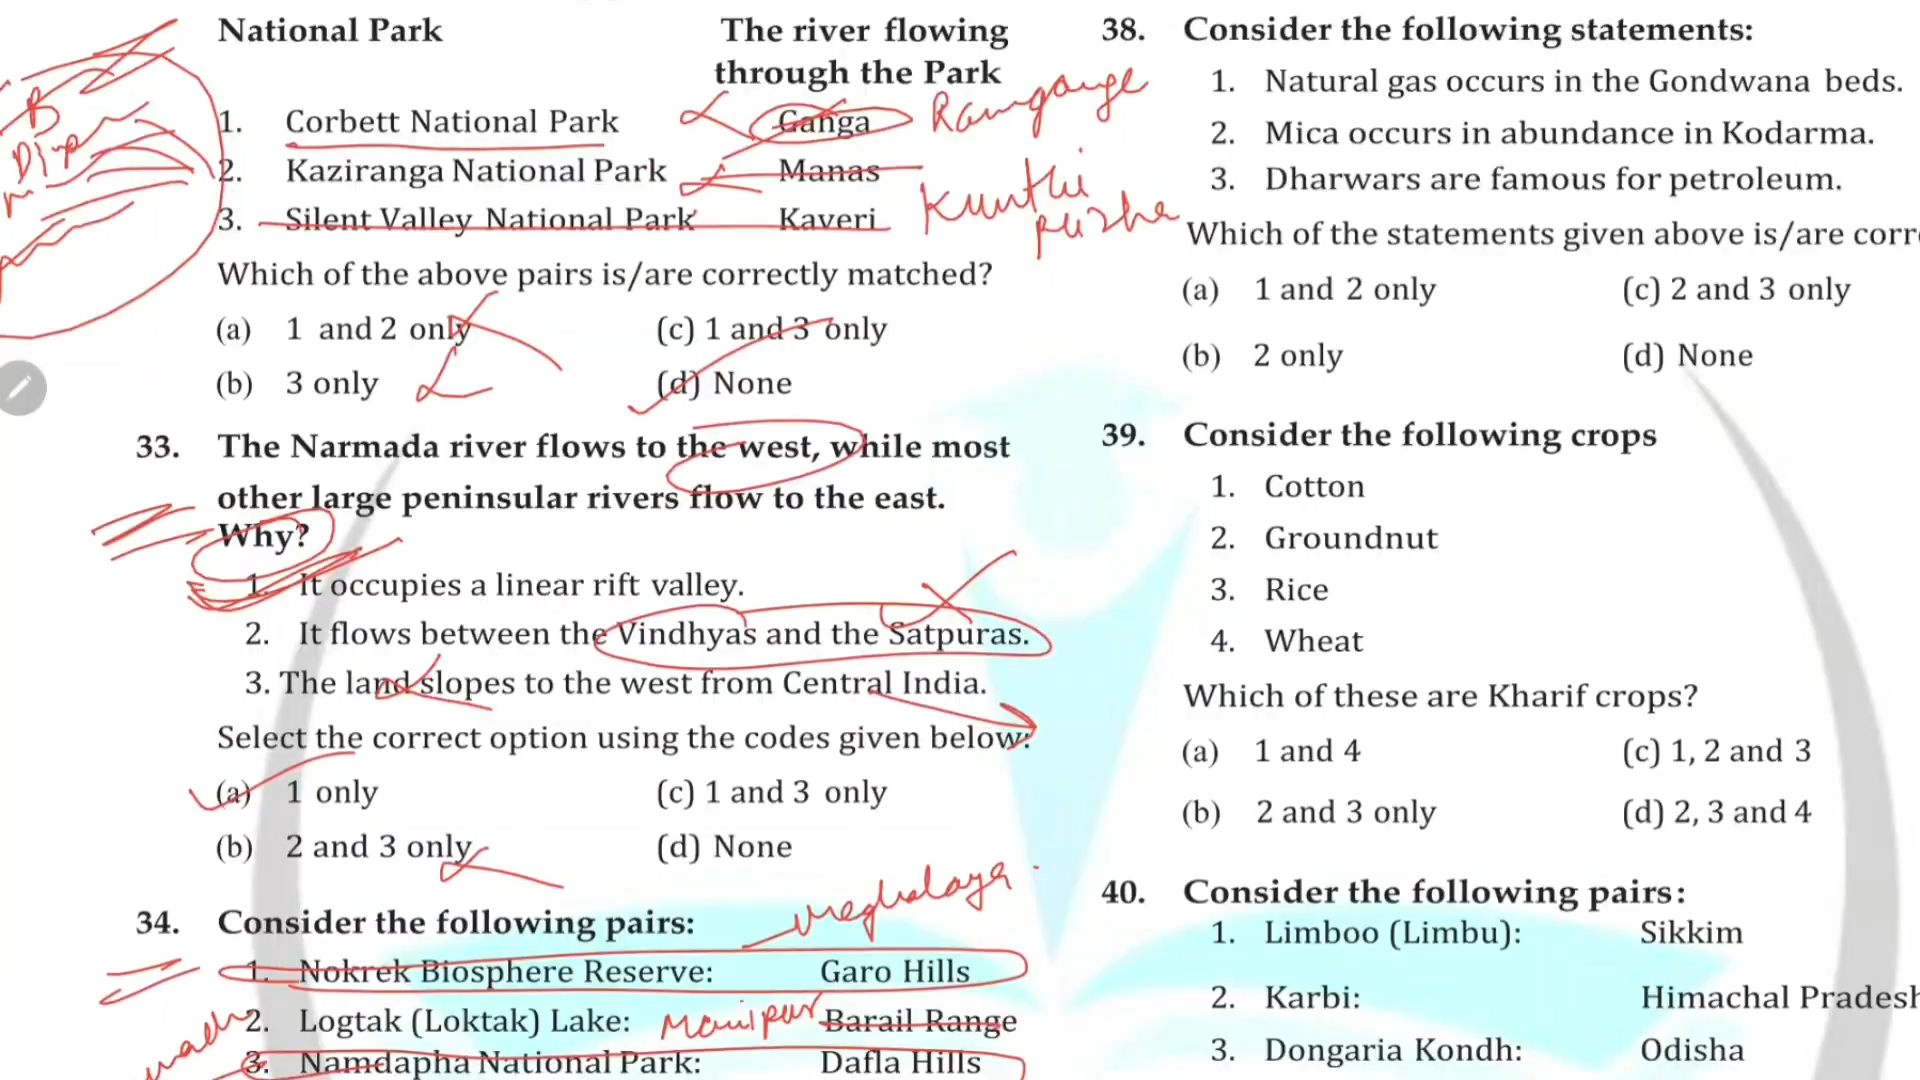 National Park The river flowing
through the Park
1. Corbett National Park Ganga
Ramgange
2. Kaziranga National Park Manas
3. Silent Valley National Park Kaveri
Kunthi
puzha
Which of the above pairs is/are correctly matched?
(a) 1 and 2 only (c) 1 and 3 only
(b) 3 only (d) None
33. The Narmada river flows to the west, while most
other large peninsular rivers flow to the east.
Why?
1. It occupies a linear rift valley.
2. It flows between the Vindhyas and the Satpuras.
3. The land slopes to the west from Central India.
Select the correct option using the codes given below:
(a) 1 only (c) 1 and 3 only
(b) 2 and 3 only (d) None
Meghalaya
34. Consider the following pairs:
1. Nokrek Biosphere Reserve: Garo Hills
2. Logtak (Loktak) Lake: Manipur Barail Range
3. Namdapha National Park: Dafla Hills
38. Consider the following statements:
1. Natural gas occurs in the Gondwana beds.
2. Mica occurs in abundance in Kodarma.
3. Dharwars are famous for petroleum.
Which of the statements given above is/are corr
(a) 1 and 2 only (c) 2 and 3 only
(b) 2 only (d) None
39. Consider the following crops
1. Cotton
2. Groundnut
3. Rice
4. Wheat
Which of these are Kharif crops?
(a) 1 and 4 (c) 1, 2 and 3
(b) 2 and 3 only (d) 2, 3 and 4
40. Consider the following pairs:
1. Limboo (Limbu): Sikkim
2. Karbi: Himachal Pradesh
3. Dongaria Kondh: Odisha